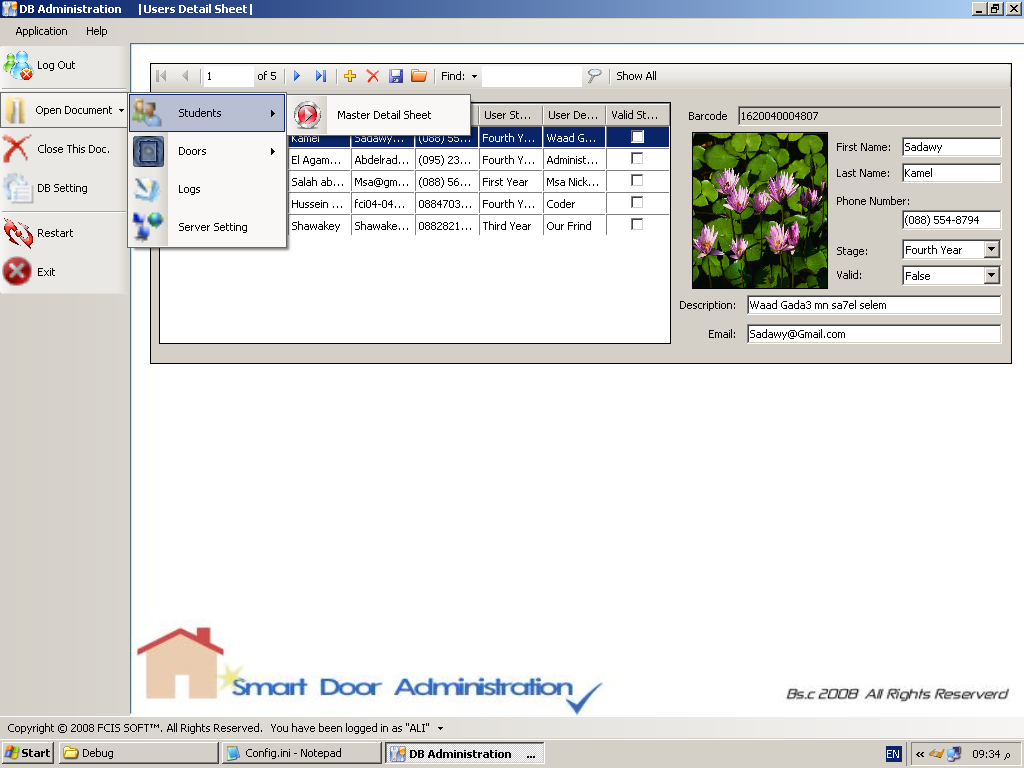 DB Administration |Users Detail Sheet|
Application Help
Log Out
Open Document
Close This Doc.
DB Setting
Restart
Exit
Students
Doors
Logs
Server Setting
Master Detail Sheet
1 of 5 Find: Show All
User St... User De... Valid St...
Kamel Sadawy... (088) 55... Fourth Y... Waad G...
El Agam... Abdelrad... (095) 23... Fourth Y... Administ...
Salah ab... Msa@gm... (088) 56... First Year Msa Nick...
Hussein ... fci04-04... 0884703... Fourth Y... Coder
Shawakey Shawake... 0882821... Third Year Our Frind
Barcode 1620040004807
First Name: Sadawy
Last Name: Kamel
Phone Number:
(088) 554-8794
Stage: Fourth Year
Valid: False
Description: Waad Gada3 mn sa7el selem
Email: Sadawy@Gmail.com
Smart Door Administration
Bs.c 2008 All Rights Reserverd
Copyright © 2008 FCIS SOFT™. All Rights Reserved. You have been logged in as "ALI"
Start Debug Config.ini - Notepad DB Administration ... EN « 09:34 م